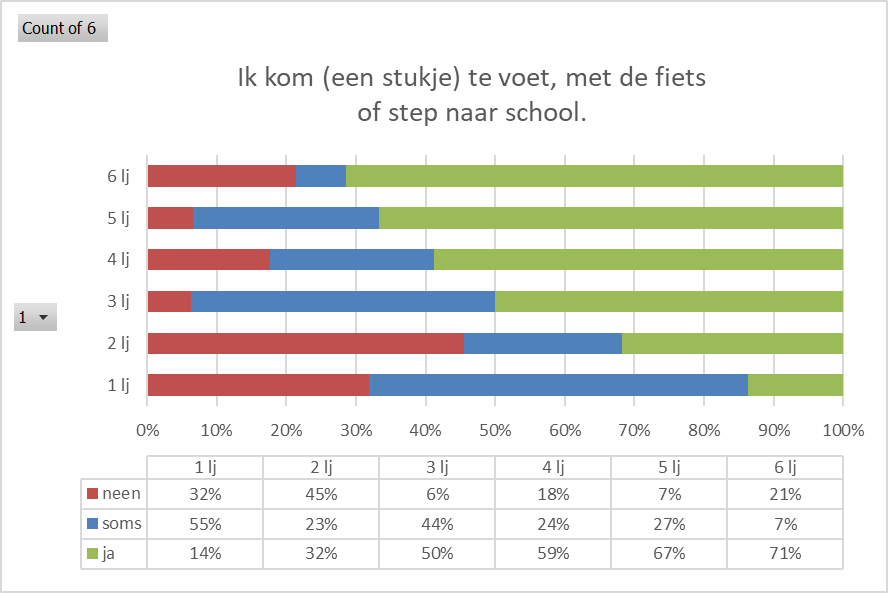 Count of 6
Ik kom (een stukje) te voet, met de fiets
of step naar school.
6 lj
5 lj
4 lj
3 lj
1
2 lj
1 lj
0% 10% 20% 30% 40% 50% 60% 70% 80% 90% 100%
1 lj 2 lj 3 lj 4 lj 5 lj 6 lj
neen 32% 45% 6% 18% 7% 21%
soms 55% 23% 44% 24% 27% 7%
ja 14% 32% 50% 59% 67% 71%